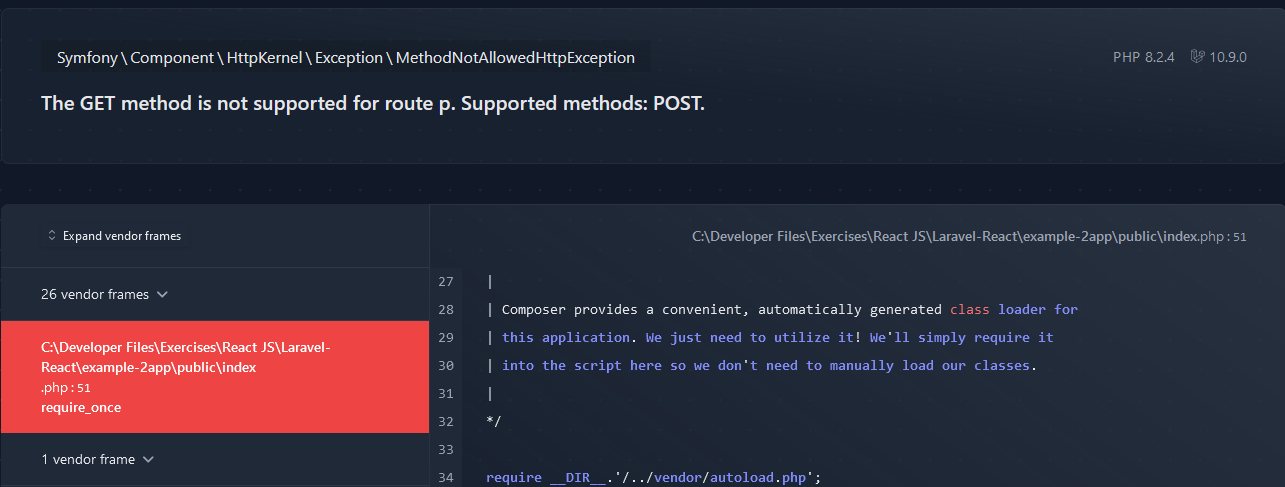 Symfony \ Component \ HttpKernel \ Exception \ MethodNotAllowedHttpException
PHP 8.2.4 10.9.0
The GET method is not supported for route p. Supported methods: POST.
Expand vendor frames
26 vendor frames
C:\Developer Files\Exercises\React JS\Laravel-
React\example-2app\public\index
.php : 51
require_once
1 vendor frame
C:\Developer Files\Exercises\React JS\Laravel-React\example-2app\public\index.php : 51
27 |
28 | Composer provides a convenient, automatically generated class loader for
29 | this application. We just need to utilize it! We'll simply require it
30 | into the script here so we don't need to manually load our classes.
31 |
32 */
33
34 require __DIR__.'/../vendor/autoload.php';